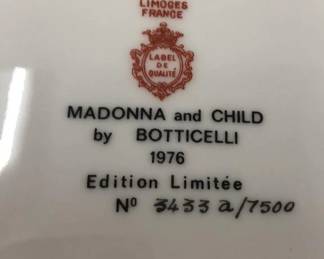 LIMOGES
FRANCE
LABEL
DE
QUALITÉ
MADONNA and CHILD
by BOTTICELLI
1976
Edition Limitée
Nº 3433 a/7500